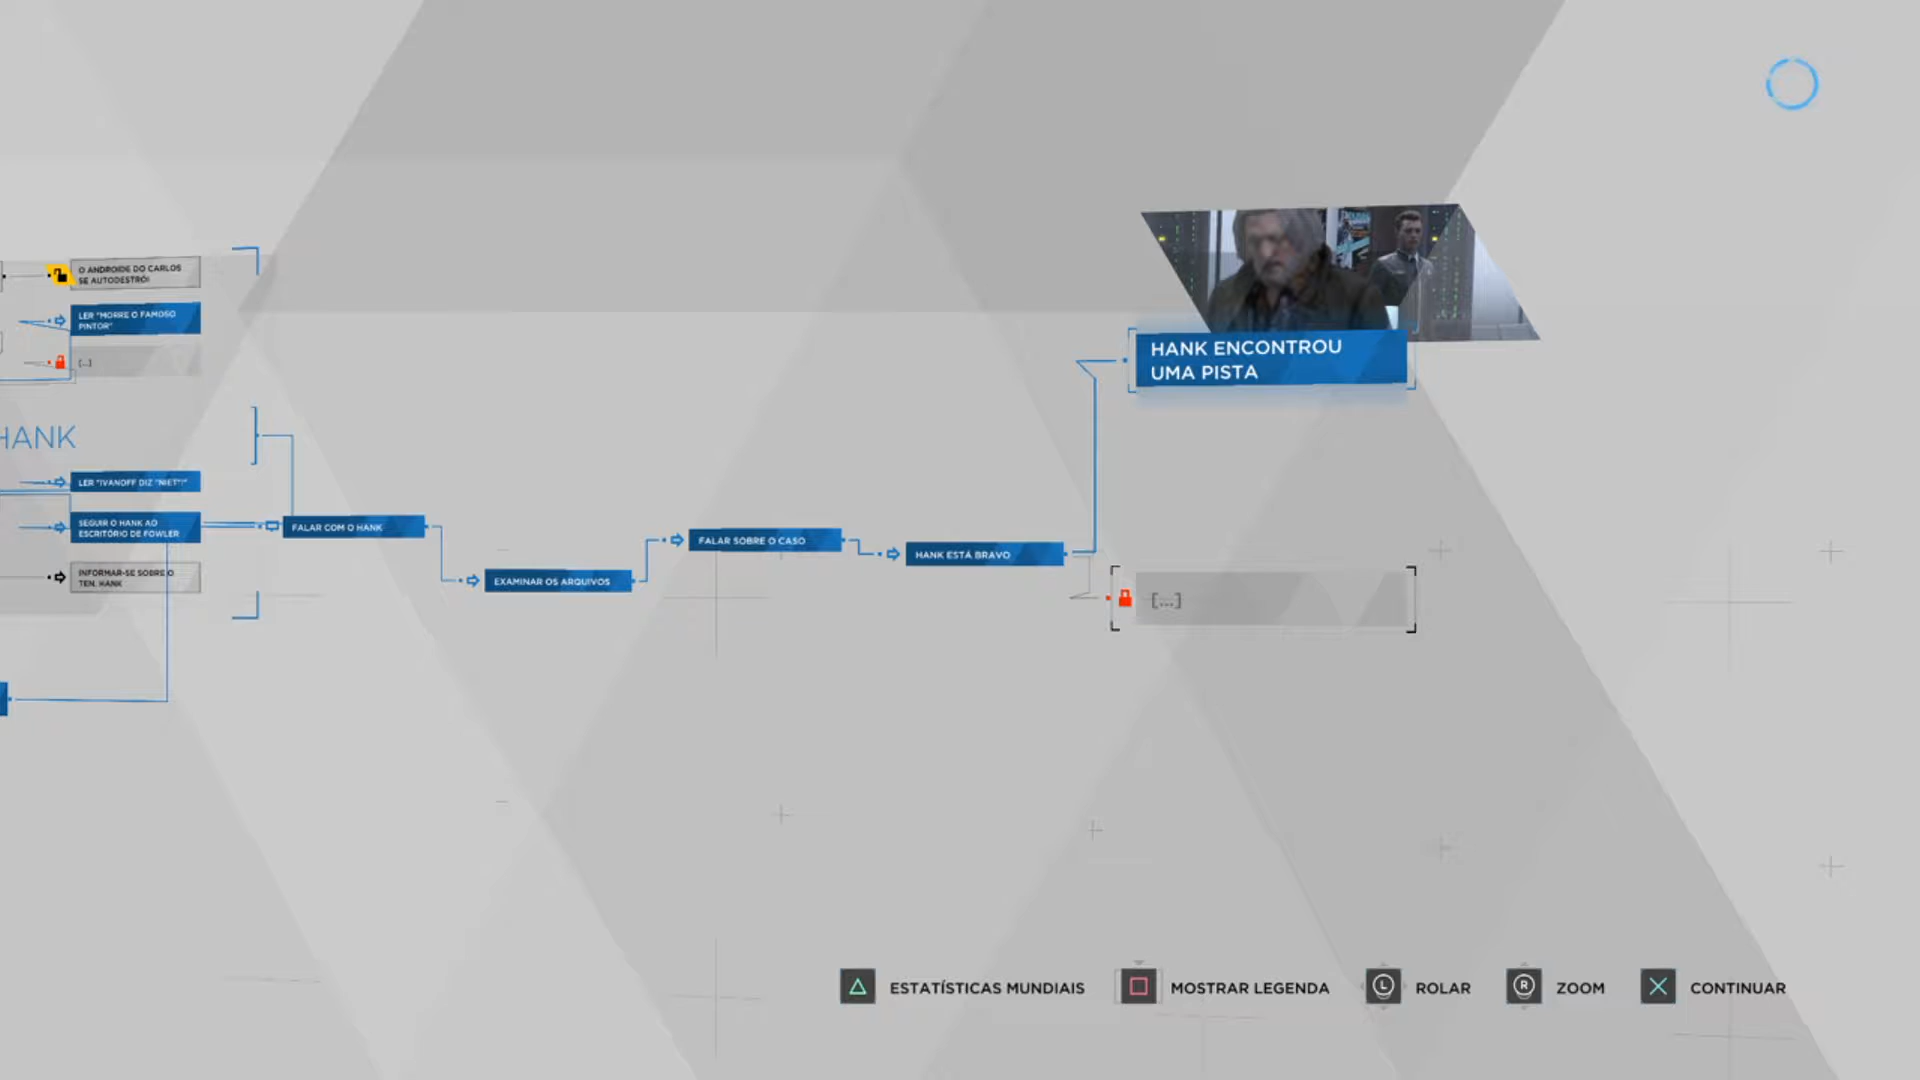 O ANDROIDE DO CARLOS
SE AUTODESTRÓI
LER "MORRE O FAMOSO
PINTOR"
[...]
HANK
LER "IVANOFF DIZ "NIET"!"
SEGUIR O HANK AO
ESCRITÓRIO DE FOWLER
INFORMAR-SE SOBRE O
TEN. HANK
FALAR COM O HANK
EXAMINAR OS ARQUIVOS
FALAR SOBRE O CASO
HANK ESTÁ BRAVO
HANK ENCONTROU
UMA PISTA
[...]
ESTATÍSTICAS MUNDIAIS
MOSTRAR LEGENDA
L ROLAR
R ZOOM
CONTINUAR